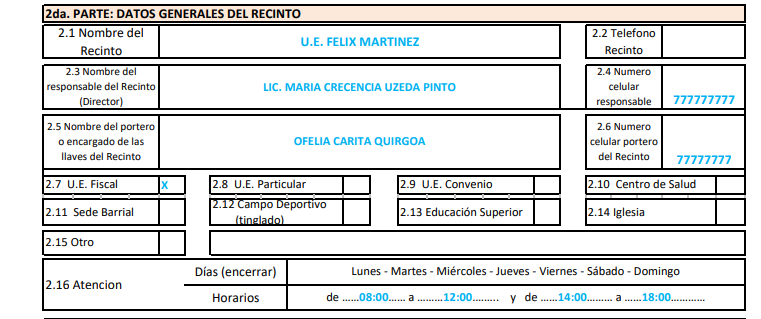 2da. PARTE: DATOS GENERALES DEL RECINTO
2.1 Nombre del
Recinto
U.E. FELIX MARTINEZ
2.2 Telefono
Recinto
2.3 Nombre del
responsable del Recinto
(Director)
LIC. MARIA CRECENCIA UZEDA PINTO
2.4 Numero
celular
responsable
777777777
2.5 Nombre del portero
o encargado de las
llaves del Recinto
OFELIA CARITA QUIRGOA
2.6 Numero
celular portero
del Recinto
77777777
2.7 U.E. Fiscal X
2.8 U.E. Particular
2.9 U.E. Convenio
2.10 Centro de Salud
2.11 Sede Barrial
2.12 Campo Deportivo
(tinglado)
2.13 Educación Superior
2.14 Iglesia
2.15 Otro
2.16 Atencion
Días (encerrar)
Lunes - Martes - Miércoles - Jueves - Viernes - Sábado - Domingo
Horarios
de ......08:00...... a .........12:00......... y de ......14:00....... a ......18:00............